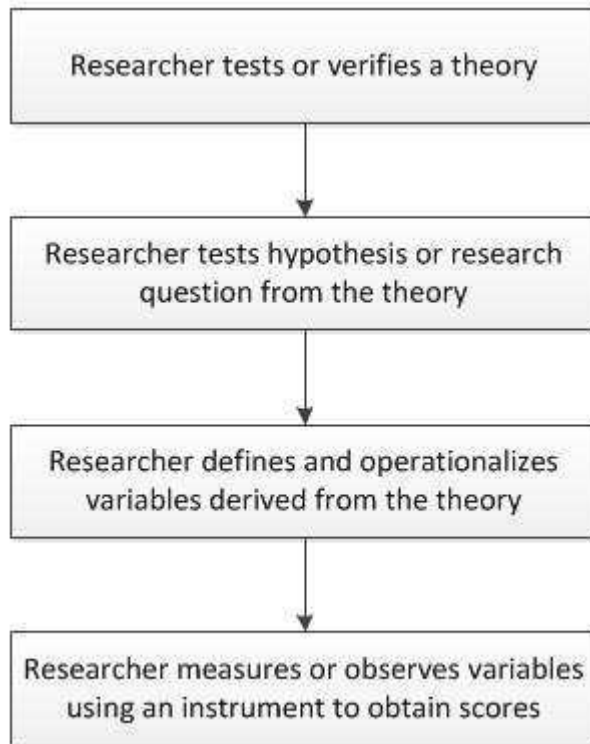 Researcher tests or verifies a theory
Researcher tests hypothesis or research
question from the theory
Researcher defines and operationalizes
variables derived from the theory
Researcher measures or observes variables
using an instrument to obtain scores